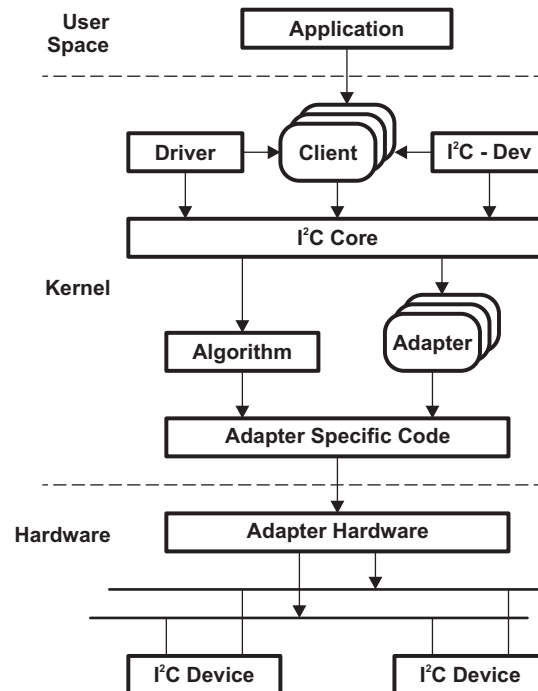 User
Space
Application
Driver
Client
I²C - Dev
I²C Core
Kernel
Algorithm
Adapter
Adapter Specific Code
Hardware
Adapter Hardware
I²C Device
I²C Device